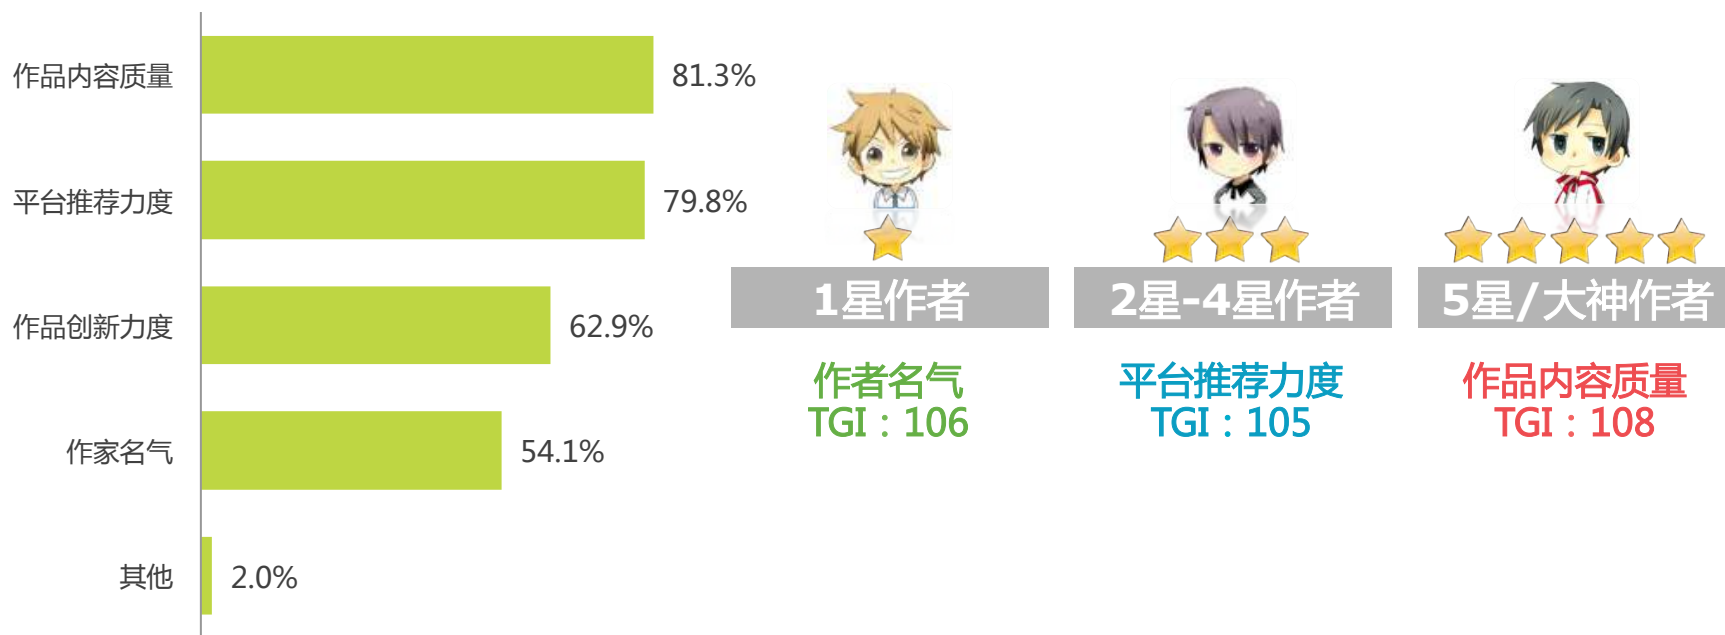 作品内容质量
81.3%
平台推荐力度
79.8%
作品创新力度
62.9%
作家名气
54.1%
其他
2.0%
1星作者
2星-4星作者
5星/大神作者
作者名气
TGI：106
平台推荐力度
TGI：105
作品内容质量
TGI：108